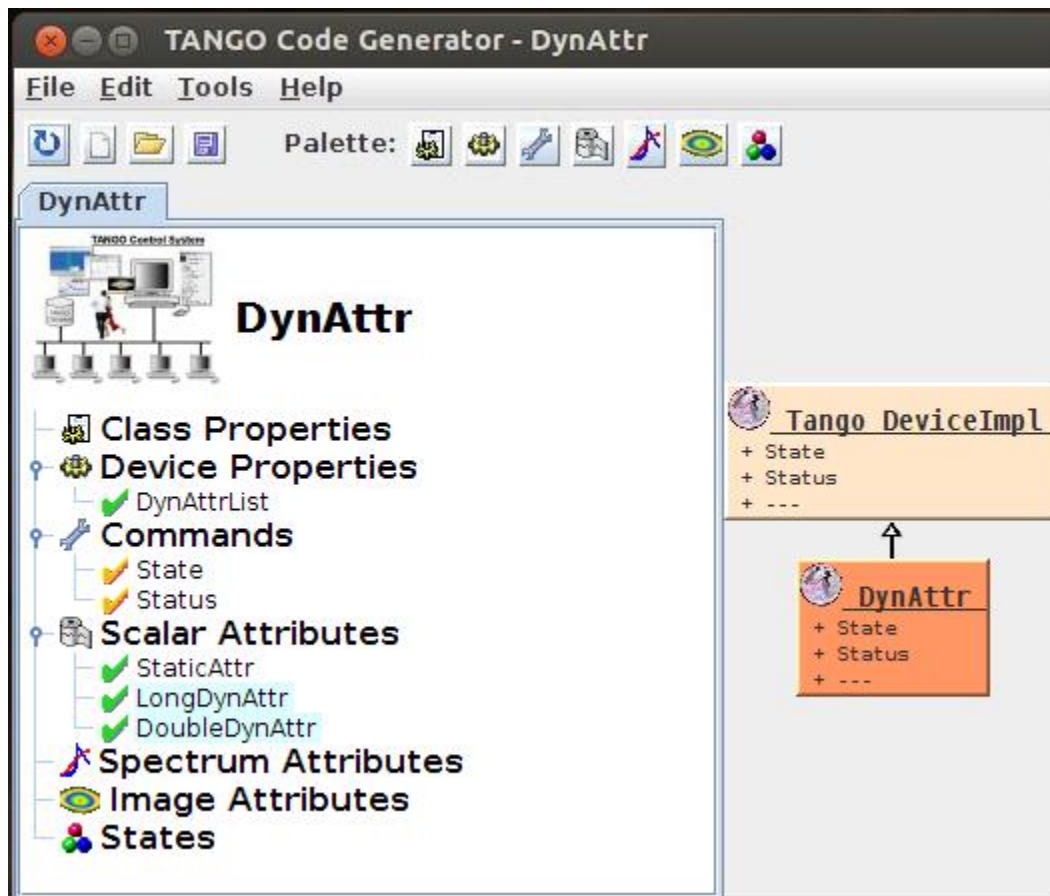 TANGO Code Generator - DynAttr
File Edit Tools Help
Palette:
DynAttr
TANGO Control System
DynAttr
Class Properties
Device Properties
DynAttrList
Commands
State
Status
Scalar Attributes
StaticAttr
LongDynAttr
DoubleDynAttr
Spectrum Attributes
Image Attributes
States
Tango DeviceImpl
+ State
+ Status
+ ---
DynAttr
+ State
+ Status
+ ---